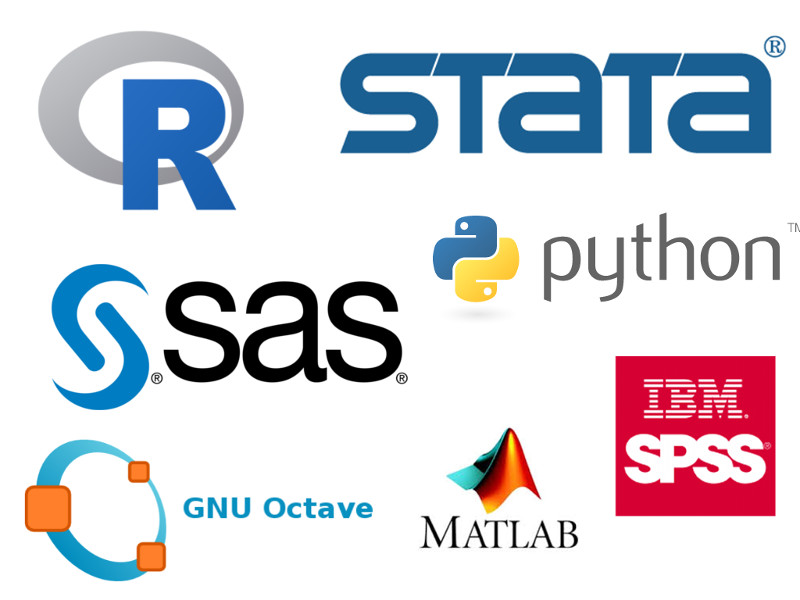 R
STATA®
python™
sas®
®
GNU Octave
MATLAB
IBM®
SPSS®